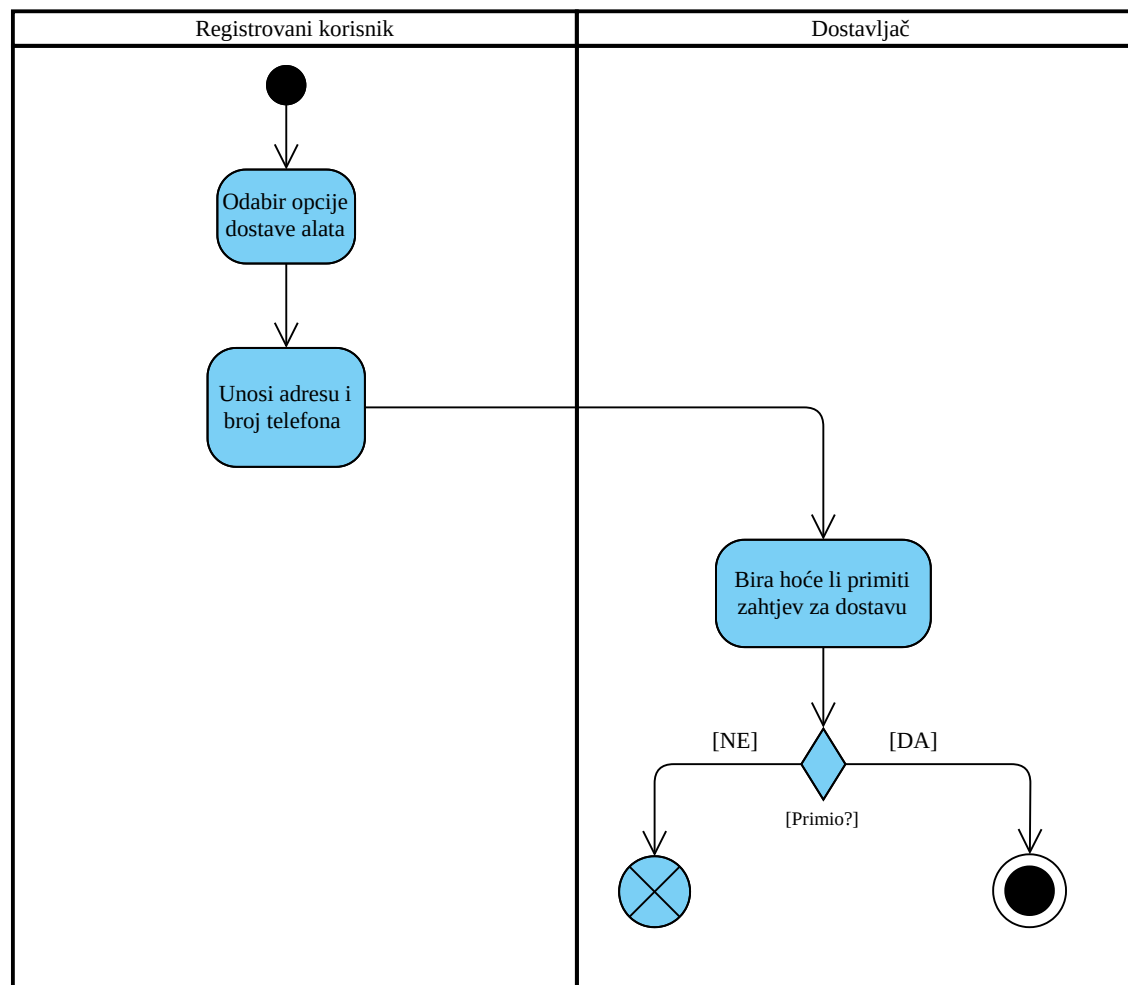 Registrovani korisnik
Dostavljač
Odabir opcije
dostave alata
Unosi adresu i
broj telefona
Bira hoće li primiti
zahtjev za dostavu
[NE]
[DA]
[Primio?]